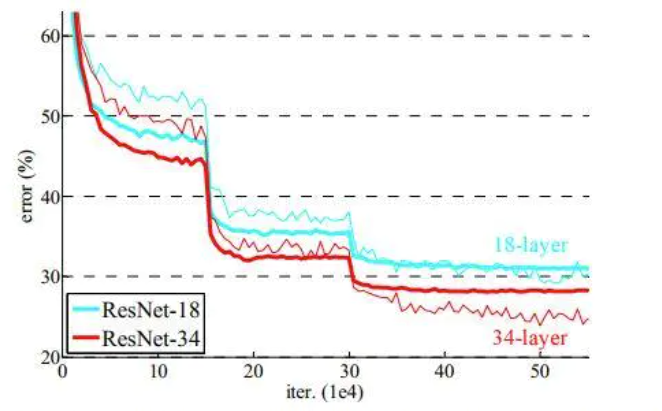 60
50
40
30
20
error (%)
18-layer
34-layer
ResNet-18
ResNet-34
0 10 20 30 40 50
iter. (1e4)